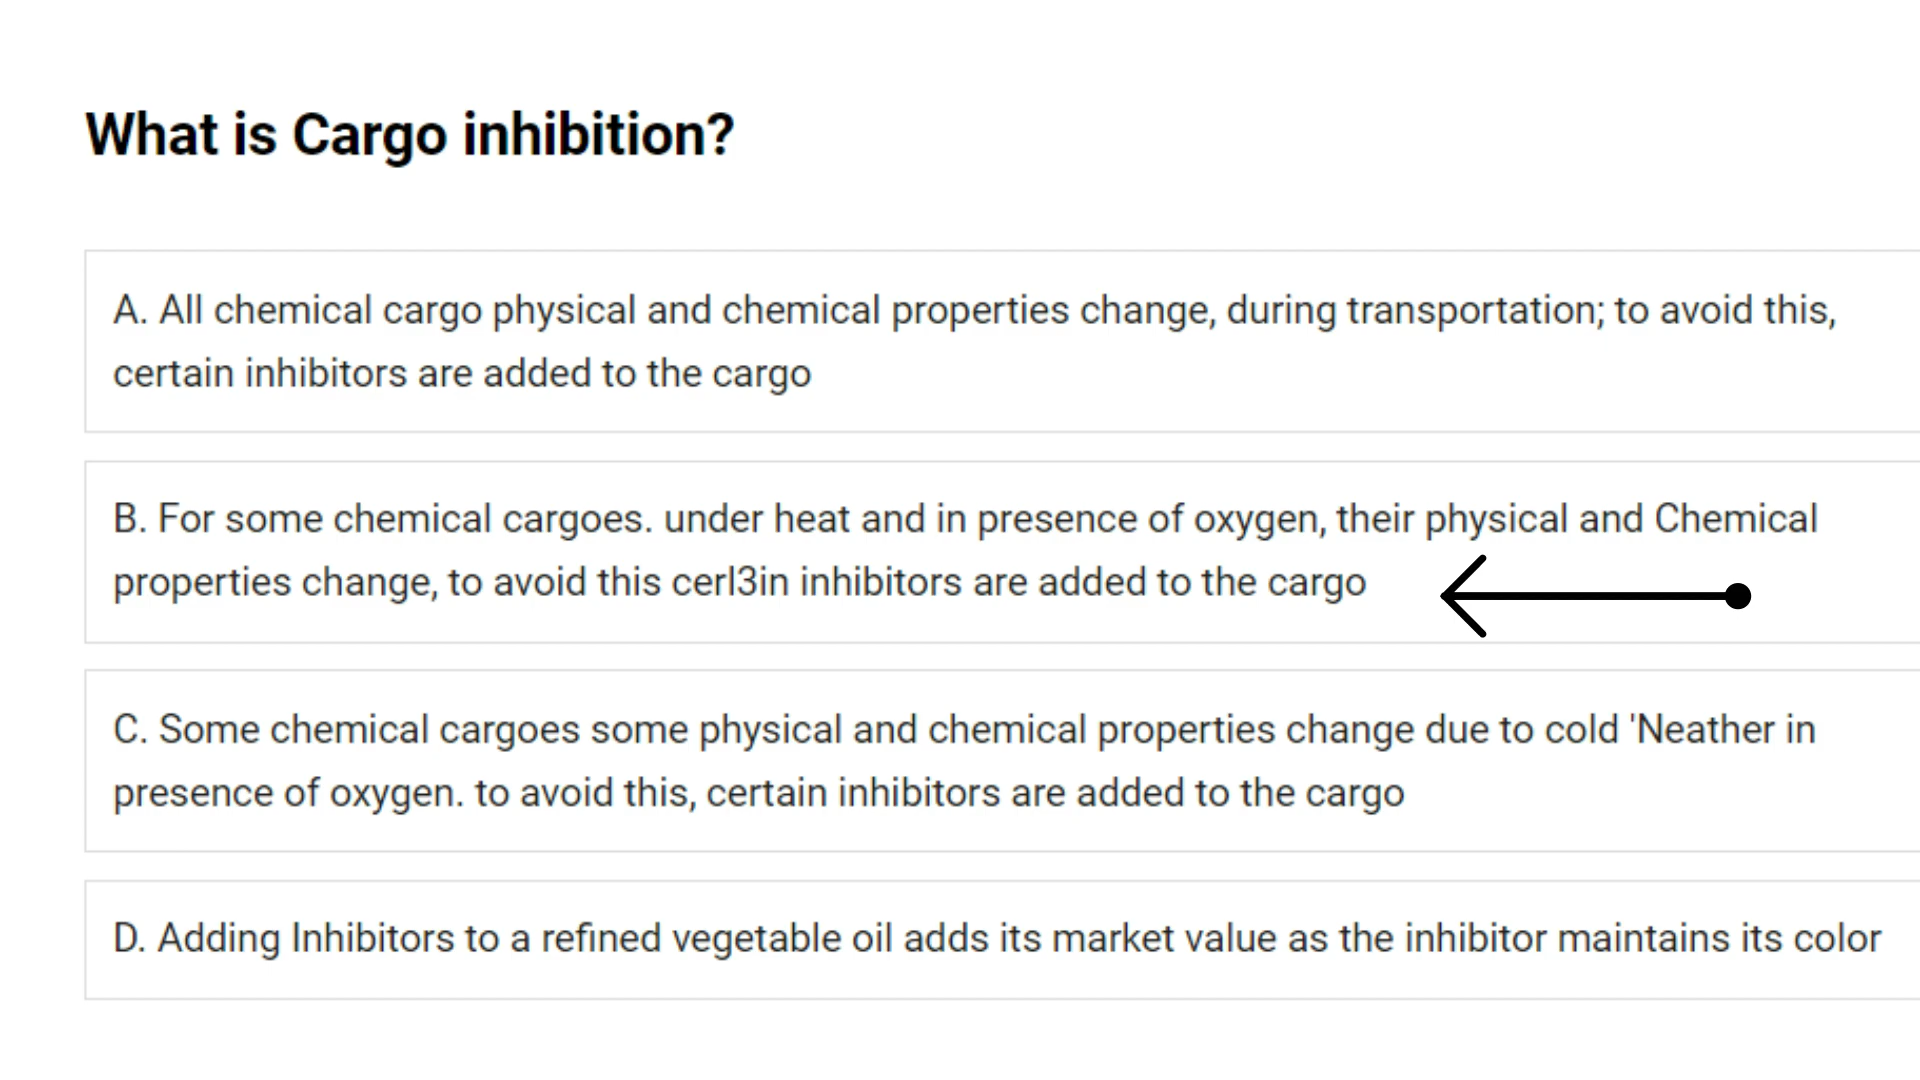 What is Cargo inhibition?
A. All chemical cargo physical and chemical properties change, during transportation; to avoid this,
certain inhibitors are added to the cargo
B. For some chemical cargoes. under heat and in presence of oxygen, their physical and Chemical
properties change, to avoid this cerl3in inhibitors are added to the cargo
C. Some chemical cargoes some physical and chemical properties change due to cold 'Neather in
presence of oxygen. to avoid this, certain inhibitors are added to the cargo
D. Adding Inhibitors to a refined vegetable oil adds its market value as the inhibitor maintains its color